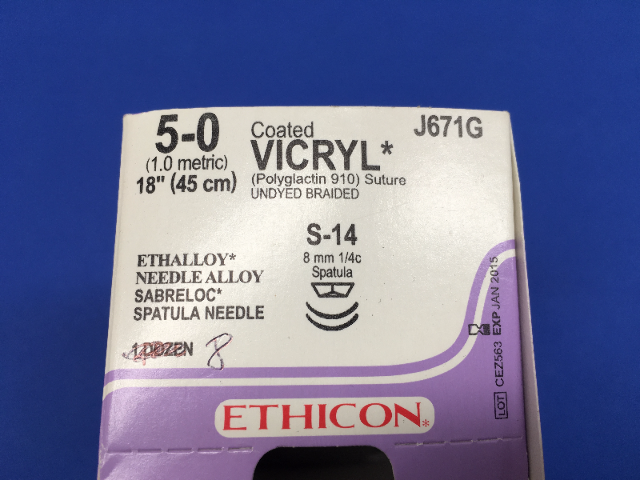 5-0
(1.0 metric)
18" (45 cm)
Coated
VICRYL*
(Polyglactin 910) Suture
UNDYED BRAIDED
J671G
S-14
8 mm 1/4c
Spatula
ETHALLOY*
NEEDLE ALLOY
SABRELOC*
SPATULA NEEDLE
1 DOZEN 8
ETHICON*
LOT CEZ563 EXP JAN 2015